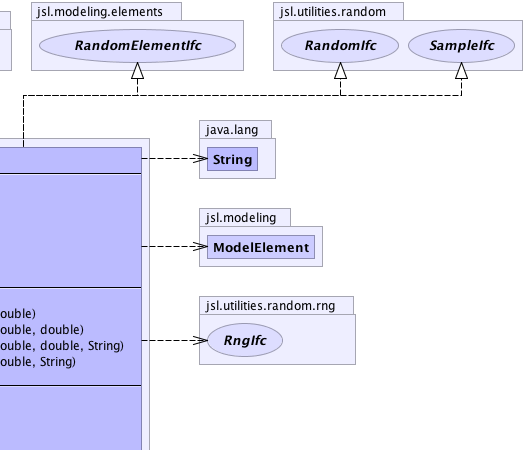 jsl.modeling.elements
RandomElementIfc
jsl.utilities.random
RandomIfc
SampleIfc
java.lang
String
jsl.modeling
ModelElement
jsl.utilities.random.rng
RngIfc
ouble)
ouble, double)
ouble, double, String)
ouble, String)